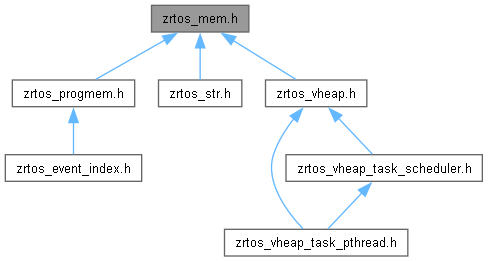 zrtos_mem.h
zrtos_progmem.h
zrtos_str.h
zrtos_vheap.h
zrtos_event_index.h
zrtos_vheap_task_scheduler.h
zrtos_vheap_task_pthread.h